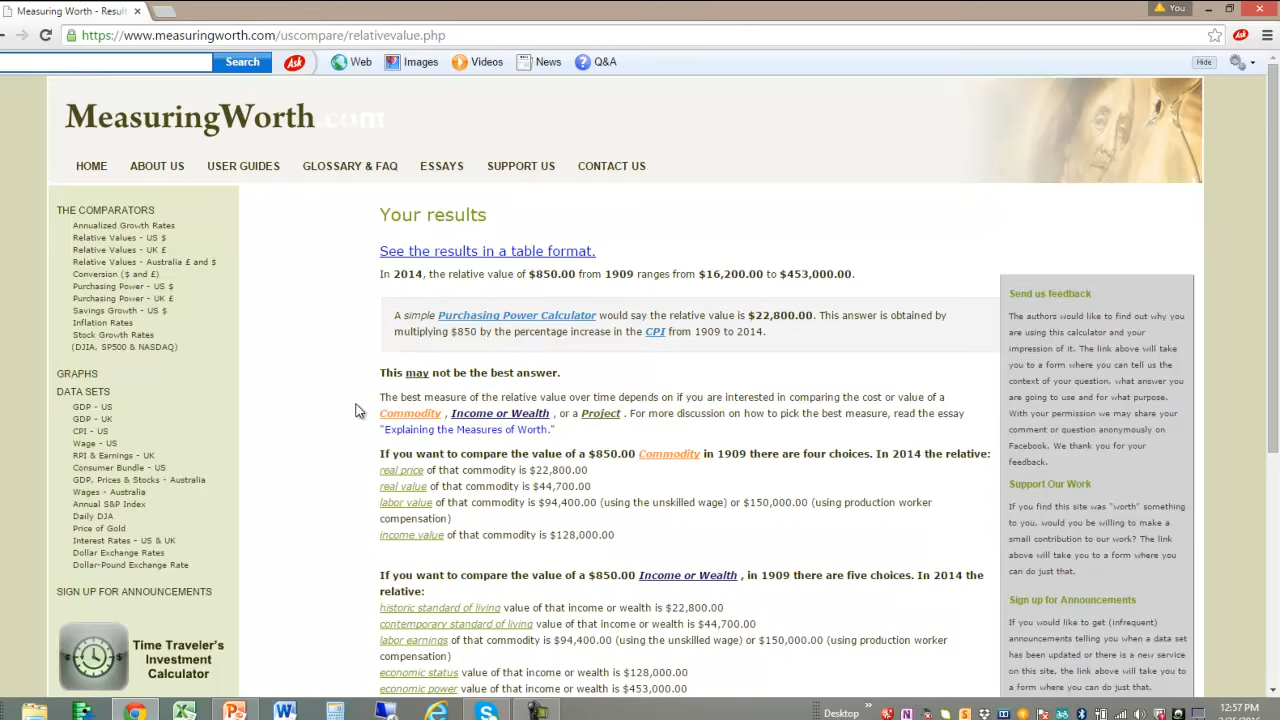 Measuring Worth - Results
You
https://www.measuringworth.com/uscompare/relativevalue.php
Ask
Search
Ask
Web
Images
Videos
News
Q&A
Hide
MeasuringWorth.com
HOME
ABOUT US
USER GUIDES
GLOSSARY & FAQ
ESSAYS
SUPPORT US
CONTACT US
THE COMPARATORS
Annualized Growth Rates
Relative Values - US $
Relative Values - UK £
Relative Values - Australia £ and $
Conversion ($ and £)
Purchasing Power - US $
Purchasing Power - UK £
Savings Growth - US $
Inflation Rates
Stock Growth Rates
(DJIA, SP500 & NASDAQ)
GRAPHS
DATA SETS
GDP - US
GDP - UK
CPI - US
Wage - US
RPI & Earnings - UK
Consumer Bundle - US
GDP, Prices & Stocks - Australia
Wages - Australia
Annual S&P Index
Daily DJA
Price of Gold
Interest Rates - US & UK
Dollar Exchange Rates
Dollar-Pound Exchange Rate
SIGN UP FOR ANNOUNCEMENTS
Time Traveler's
Investment
Calculator
Your results
See the results in a table format.
In 2014, the relative value of $850.00 from 1909 ranges from $16,200.00 to $453,000.00.
A simple Purchasing Power Calculator would say the relative value is $22,800.00. This answer is obtained by
multiplying $850 by the percentage increase in the CPI from 1909 to 2014.
This may not be the best answer.
The best measure of the relative value over time depends on if you are interested in comparing the cost or value of a
Commodity , Income or Wealth , or a Project . For more discussion on how to pick the best measure, read the essay
"Explaining the Measures of Worth."
If you want to compare the value of a $850.00 Commodity in 1909 there are four choices. In 2014 the relative:
real price of that commodity is $22,800.00
real value of that commodity is $44,700.00
labor value of that commodity is $94,400.00 (using the unskilled wage) or $150,000.00 (using production worker
compensation)
income value of that commodity is $128,000.00
If you want to compare the value of a $850.00 Income or Wealth , in 1909 there are five choices. In 2014 the
relative:
historic standard of living value of that income or wealth is $22,800.00
contemporary standard of living value of that income or wealth is $44,700.00
labor earnings of that commodity is $94,400.00 (using the unskilled wage) or $150,000.00 (using production worker
compensation)
economic status value of that income or wealth is $128,000.00
economic power value of that income or wealth is $453,000.00
Send us feedback
The authors would like to find out why you
are using this calculator and your
impression of it. The link above will take
you to a form where you can tell us the
context of your question, what answer you
are going to use and for what purpose.
With your permission we may share your
comment or question anonymously on
Facebook. We thank you for your
feedback.
Support Our Work
If you find this site was "worth" something
to you, would you be willing to make a
small contribution to our work? The link
above will take you to a form where you
can do just that.
Sign up for Announcements
If you would like to get (infrequent)
announcements telling you when a data set
has been updated or there is a new service
on this site, the link above will take you to
a form where you can do just that.
Desktop
12:57 PM